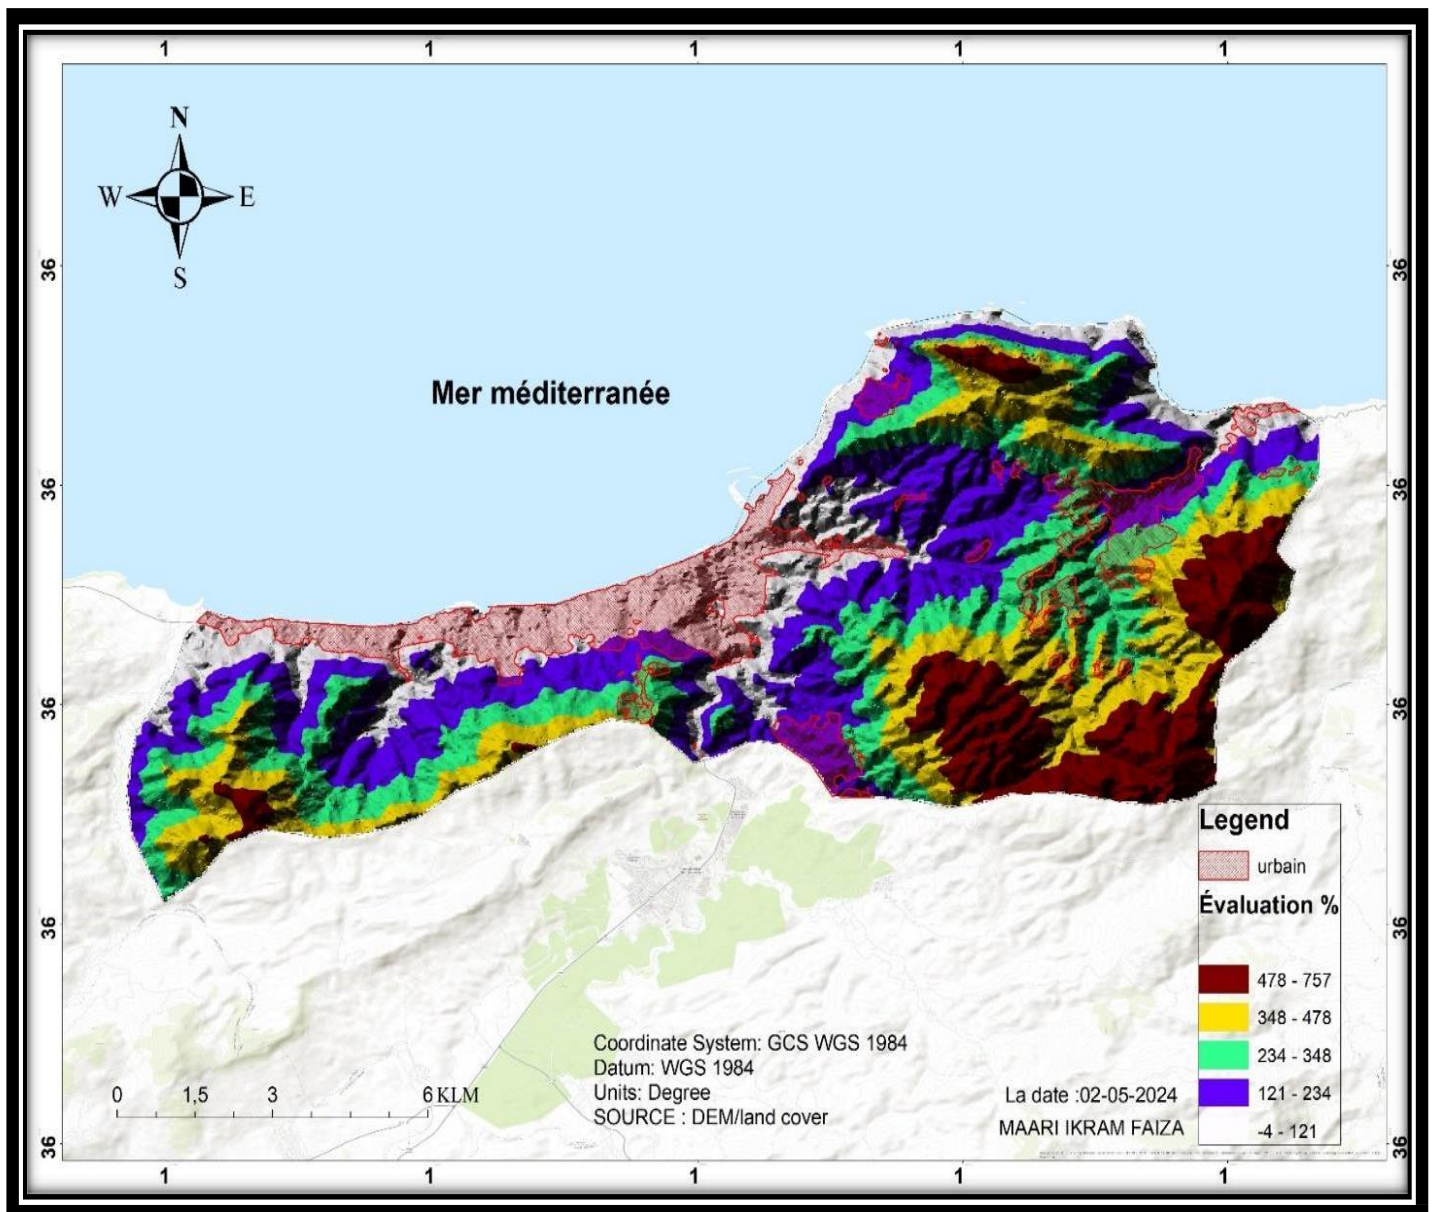 1 1 1 1 1
N
W E
S
36 36
Mer méditerranée
36 36
36 36
Legend
urbain
36 36
Évaluation %
478 - 757
348 - 478
Coordinate System: GCS WGS 1984
Datum: WGS 1984
234 - 348
Units: Degree
0 1,5 3 6 KLM
La date :02-05-2024
121 - 234
SOURCE : DEM/land cover
MAARI IKRAM FAIZA
-4 - 121
36 36
1 1 1 1 1